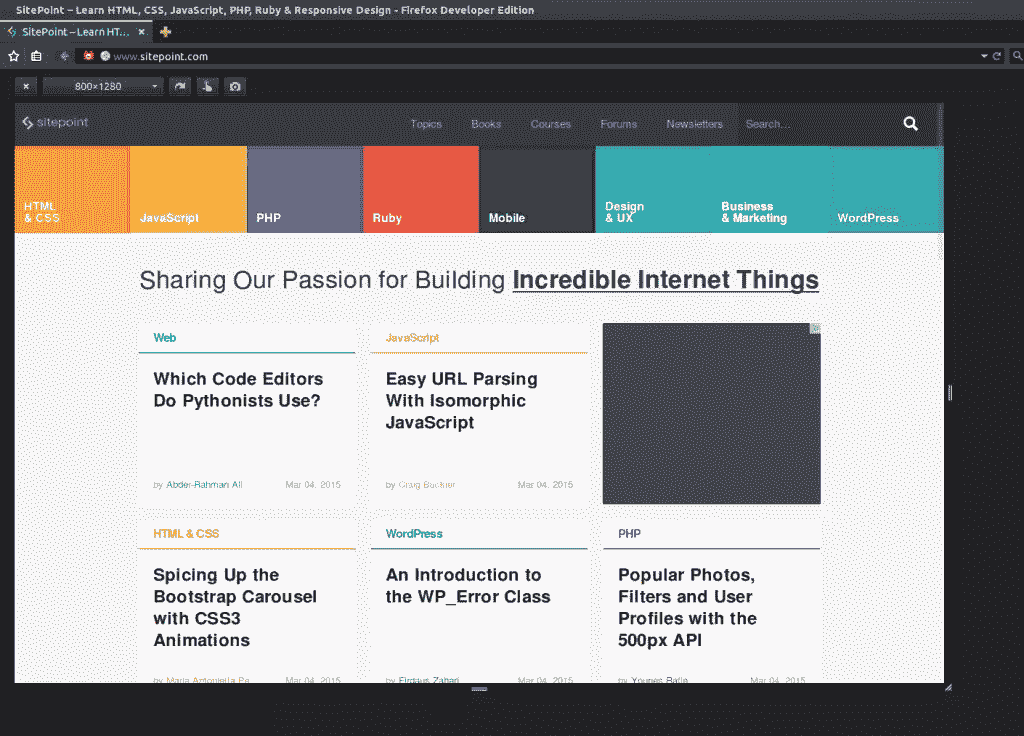 SitePoint – Learn HTML, CSS, JavaScript, PHP, Ruby & Responsive Design - Firefox Developer Edition
SitePoint – Learn HT...
www.sitepoint.com
800×1280
sitepoint
Topics Books Courses Forums Newsletters Search...
HTML
& CSS
JavaScript
PHP
Ruby
Mobile
Design
& UX
Business
& Marketing
WordPress
Sharing Our Passion for Building Incredible Internet Things
Web
Which Code Editors
Do Pythonists Use?
by Abder-Rahman Ali Mar 04, 2015
JavaScript
Easy URL Parsing
With Isomorphic
JavaScript
by Craig Buckler Mar 04, 2015
HTML & CSS
Spicing Up the
Bootstrap Carousel
with CSS3
Animations
by Maria Antonietta Pe Mar 04, 2015
WordPress
An Introduction to
the WP_Error Class
by Firdaus Zahari Mar 04, 2015
PHP
Popular Photos,
Filters and User
Profiles with the
500px API
by Younes Rafie Mar 04, 2015